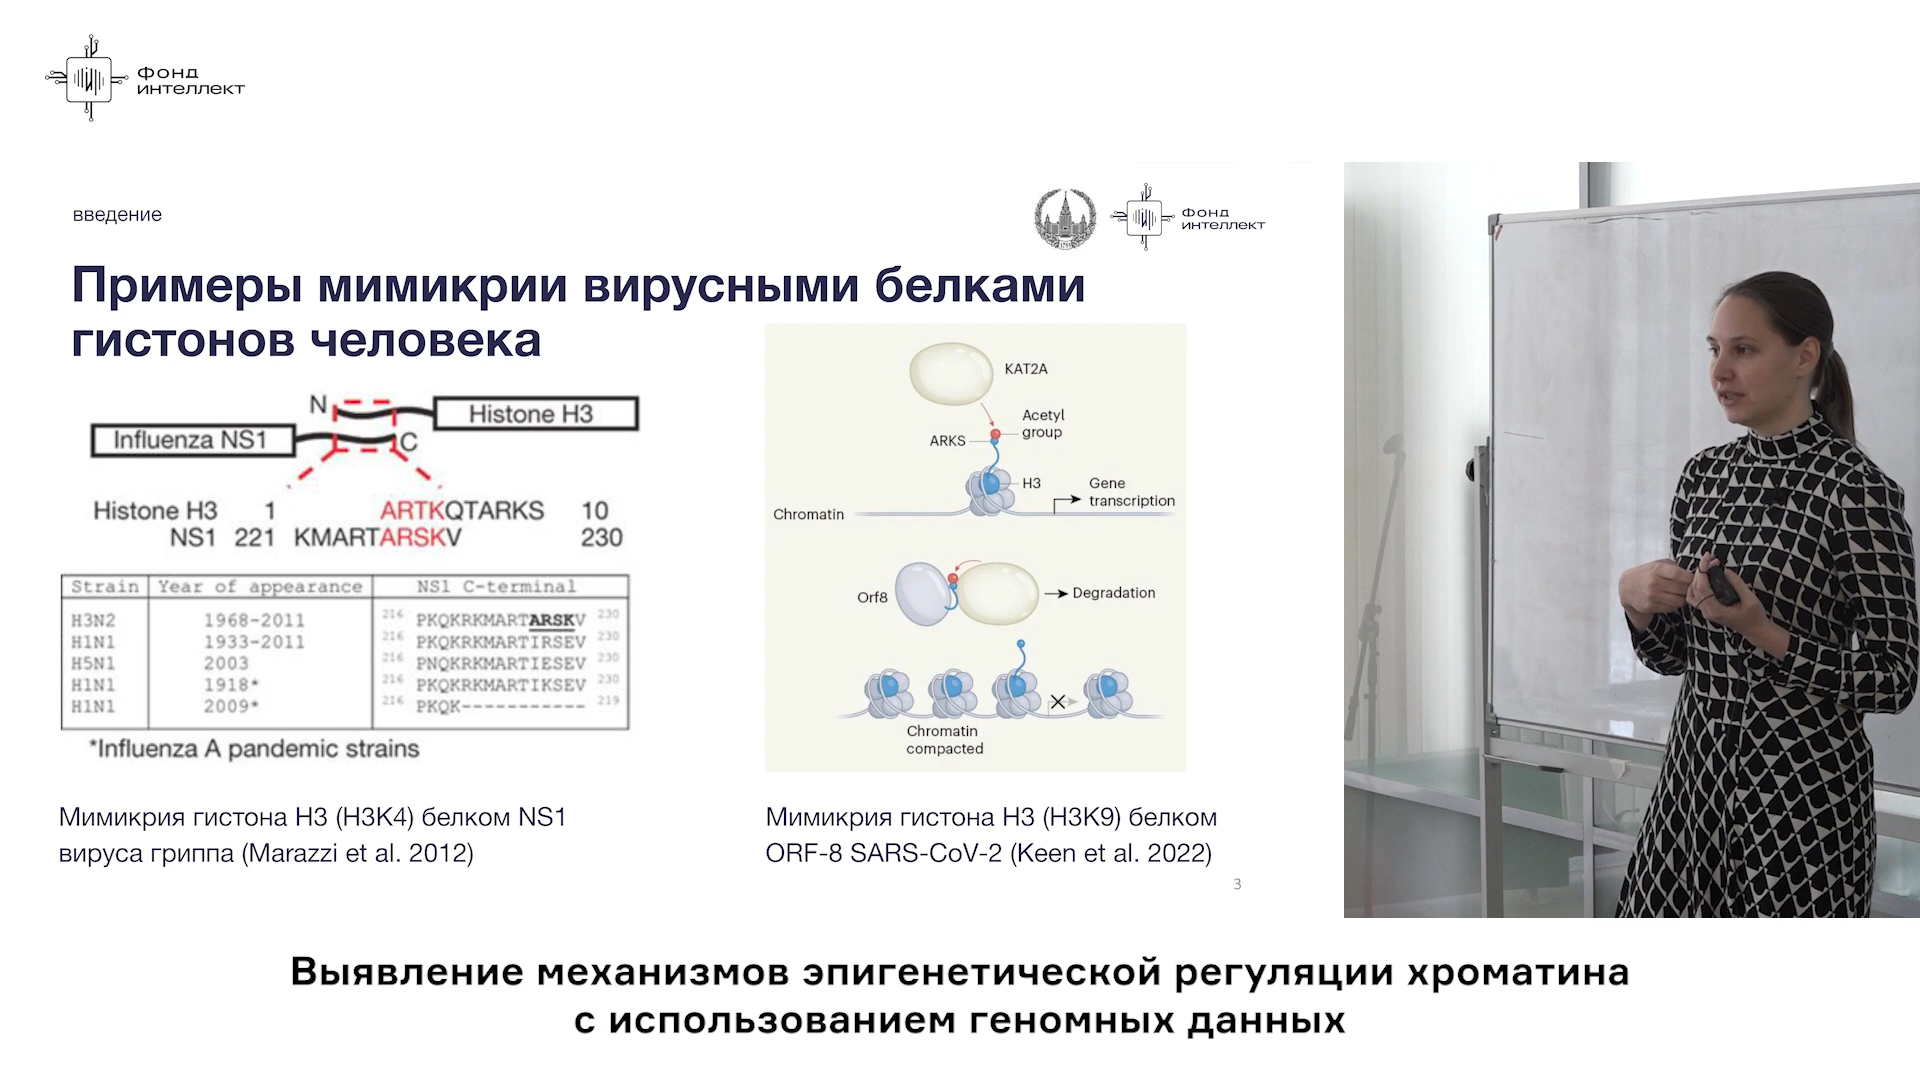 Фонд
интеллект
введение
Фонд
интеллект
Примеры мимикрии вирусными белками
гистонов человека
N
Histone H3
Influenza NS1
C
Histone H3 1 ARTKQTARKS 10
NS1 221 KMARTARSKV 230
Strain Year of appearance NS1 C-terminal
H3N2 1968-2011 216 PKQKRKMARTARSKV 230
H1N1 1933-2011 216 PKQKRKMARTIRSEV 230
H5N1 2003 216 PNQKRKMARTIESEV 230
H1N1 1918* 216 PKQKRKMARTIKSEV 230
H1N1 2009* 216 PKQK----------- 219
*Influenza A pandemic strains
KAT2A
Acetyl
group
ARKS
H3
Gene
transcription
Chromatin
Orf8
Degradation
Chromatin
compacted
Мимикрия гистона H3 (H3K4) белком NS1
вируса гриппа (Marazzi et al. 2012)
Мимикрия гистона H3 (H3K9) белком
ORF-8 SARS-CoV-2 (Keen et al. 2022)
3
Выявление механизмов эпигенетической регуляции хроматина
с использованием геномных данных